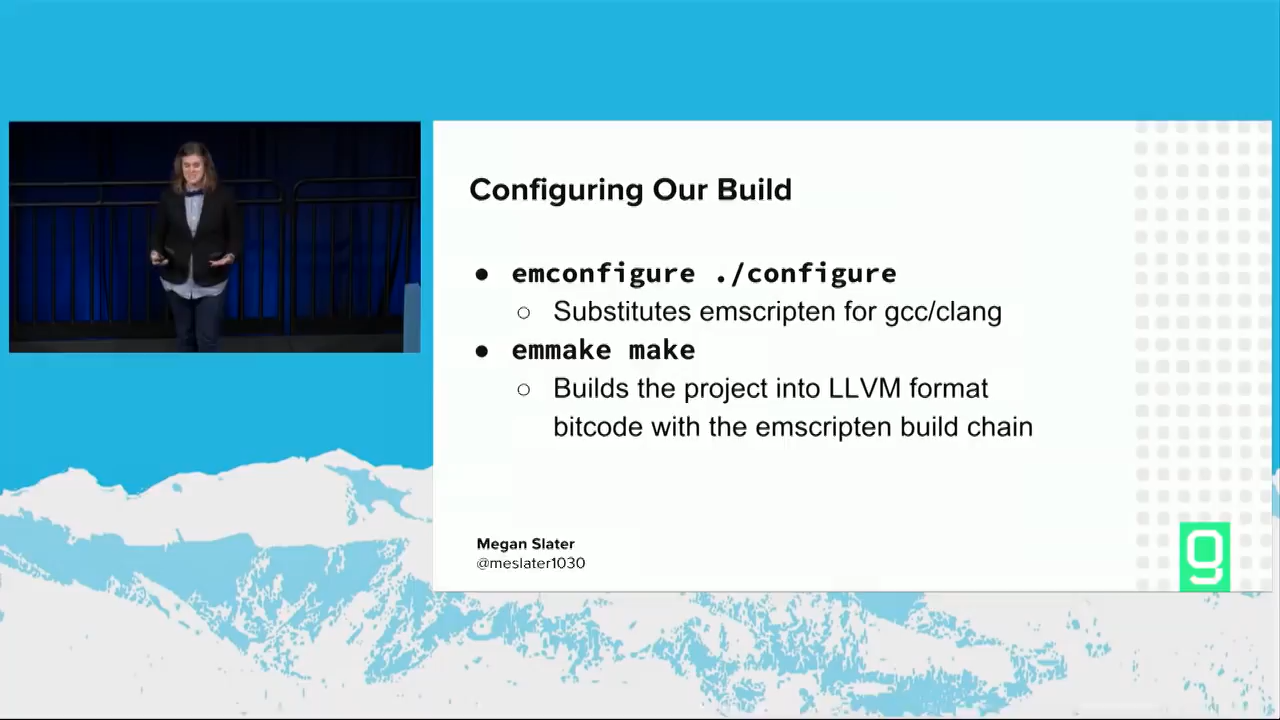 Configuring Our Build
● emconfigure ./configure
○ Substitutes emscripten for gcc/clang
● emmake make
○ Builds the project into LLVM format
bitcode with the emscripten build chain
Megan Slater
@meslater1030
g